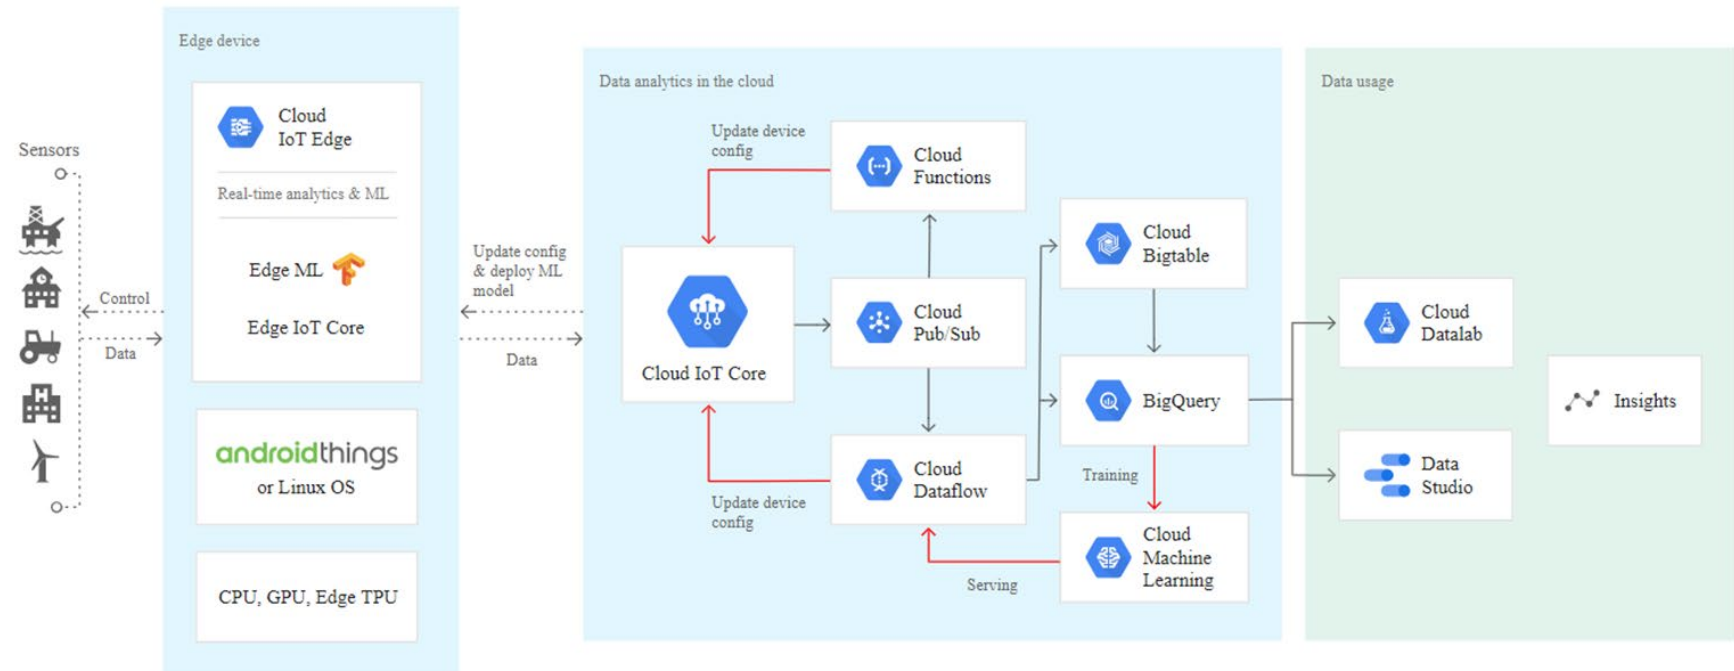 Sensors
Control
Data
Edge device
Cloud
IoT Edge
Real-time analytics & ML
Edge ML
Edge IoT Core
androidthings
or Linux OS
CPU, GPU, Edge TPU
Update config
& deploy ML
model
Data
Data analytics in the cloud
Update device
config
Cloud
Functions
Cloud IoT Core
Cloud
Pub/Sub
Cloud
Dataflow
Update device
config
Cloud
Bigtable
BigQuery
Training
Cloud
Machine
Learning
Serving
Data usage
Cloud
Datalab
Data
Studio
Insights